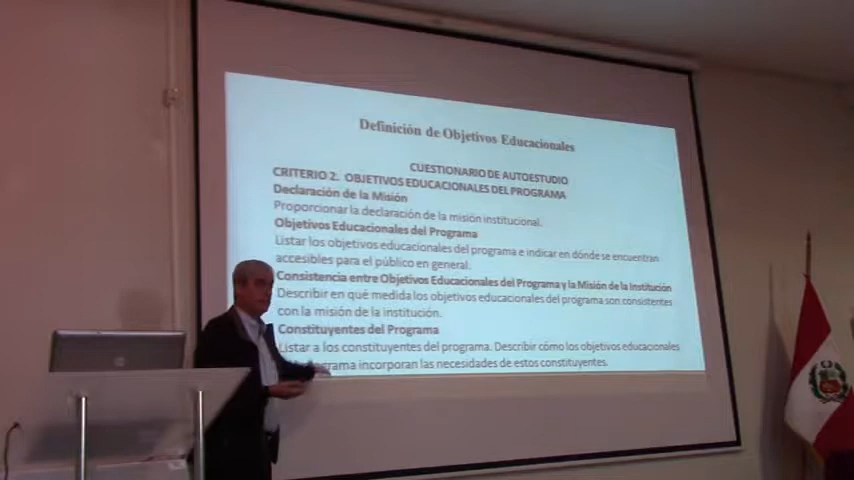 Definición de Objetivos Educacionales
CUESTIONARIO DE AUTOESTUDIO
CRITERIO 2. OBJETIVOS EDUCACIONALES DEL PROGRAMA
Declaración de la Misión
Proporcionar la declaración de la misión institucional.
Objetivos Educacionales del Programa
Listar los objetivos educacionales del programa e indicar en dónde se encuentran
accesibles para el público en general.
Consistencia entre Objetivos Educacionales del Programa y la Misión de la Institución
Describir en qué medida los objetivos educacionales del programa son consistentes
con la misión de la institución.
Constituyentes del Programa
Listar a los constituyentes del programa. Describir cómo los objetivos educacionales
incorporan las necesidades de estos constituyentes.